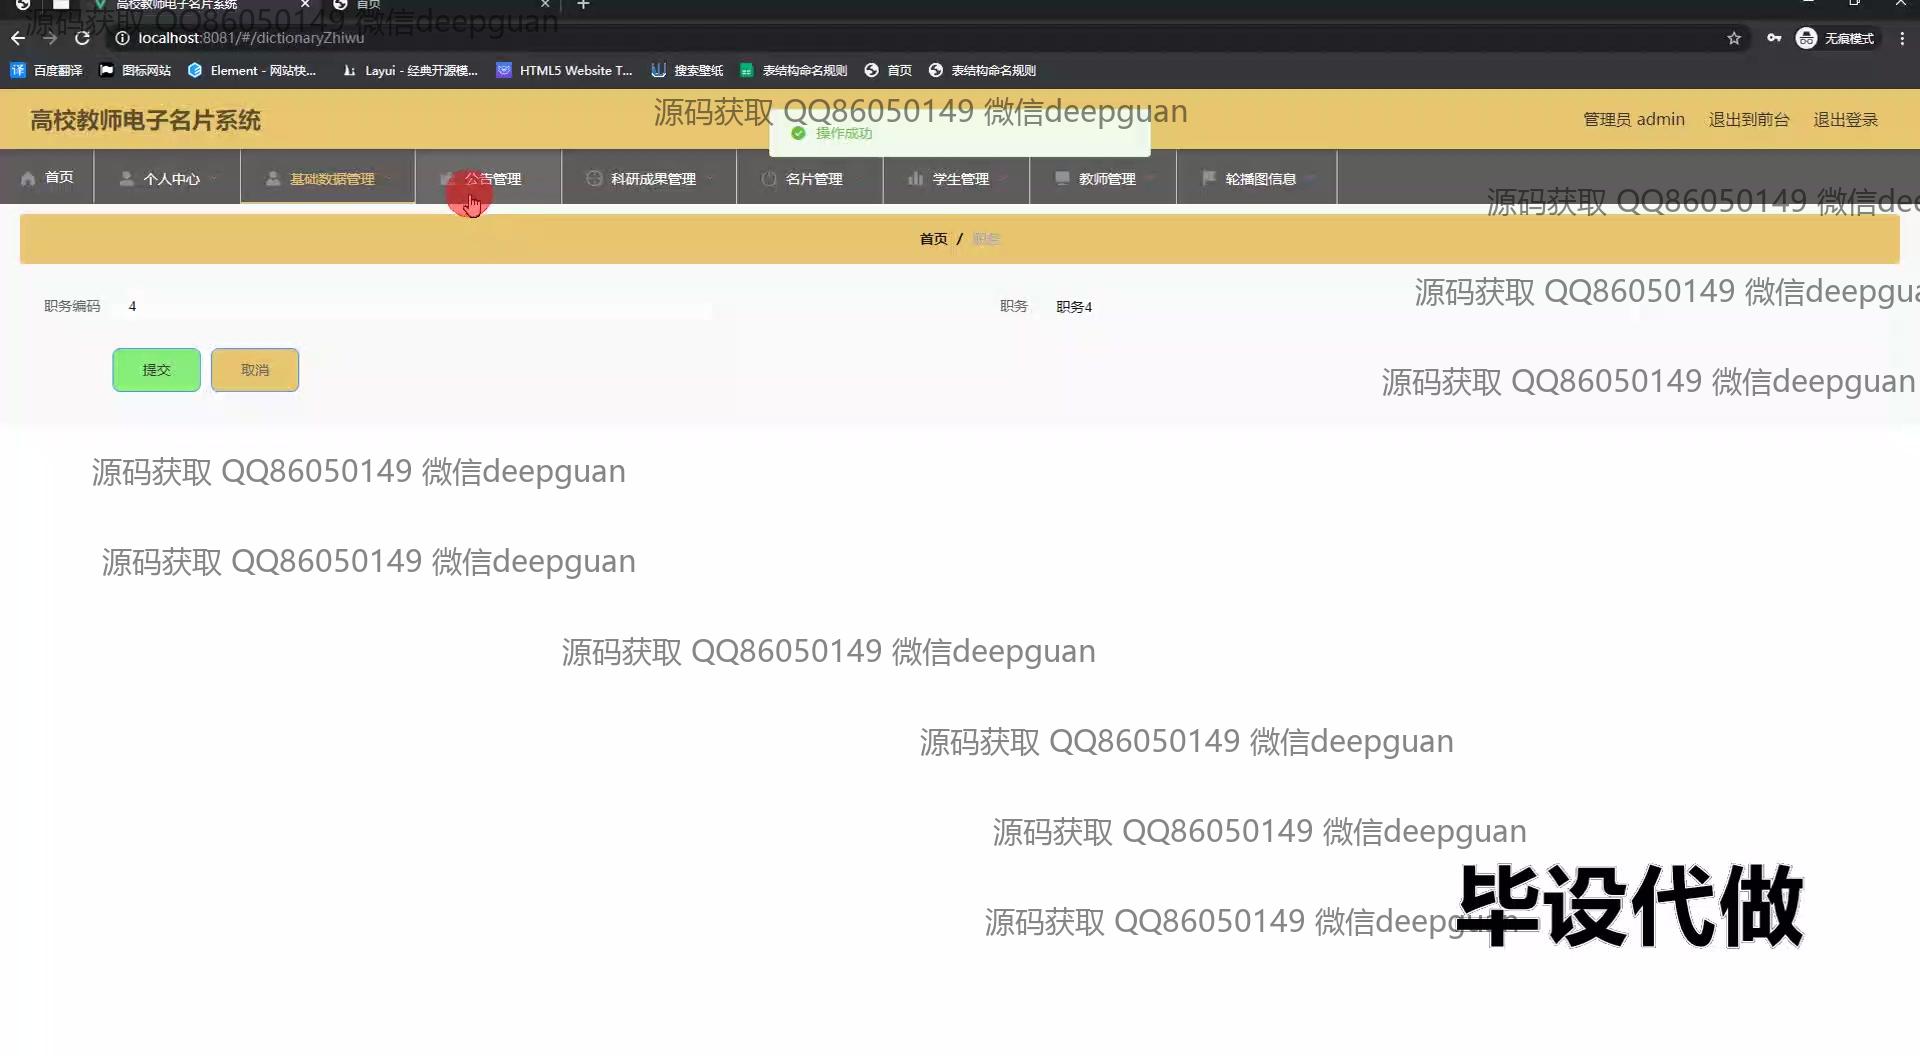 高校教师电子名片系统
首页
源码获取 QQ86050149 微信deepguan
localhost:8081/#/dictionaryZhiwu
无痕模式
百度翻译 图标网站 Element - 网站快... Layui - 经典开源模... HTML5 Website T... 搜索壁纸 表结构命名规则 首页 表结构命名规则
高校教师电子名片系统
源码获取 QQ86050149 微信deepguan
操作成功
管理员 admin 退出到前台 退出登录
首页 个人中心 基础数据管理 公告管理 科研成果管理 名片管理 学生管理 教师管理 轮播图信息
源码获取 QQ86050149 微信dee
首页 / 职务
源码获取 QQ86050149 微信deepgua
职务编码 4 职务 职务4
提交 取消
源码获取 QQ86050149 微信deepguan
源码获取 QQ86050149 微信deepguan
源码获取 QQ86050149 微信deepguan
源码获取 QQ86050149 微信deepguan
源码获取 QQ86050149 微信deepguan
源码获取 QQ86050149 微信deepguan
源码获取 QQ86050149 微信deepguan
毕设代做